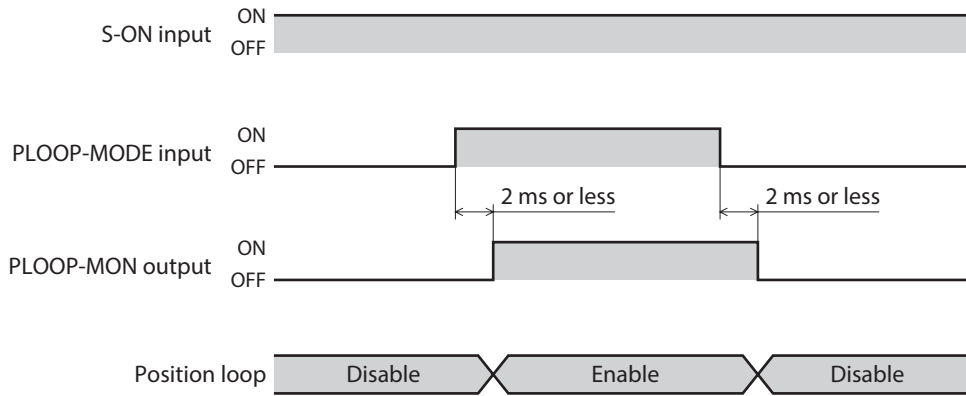 S-ON input
ON
OFF
PLOOP-MODE input
ON
OFF
2 ms or less
2 ms or less
PLOOP-MON output
ON
OFF
Position loop
Disable
Enable
Disable